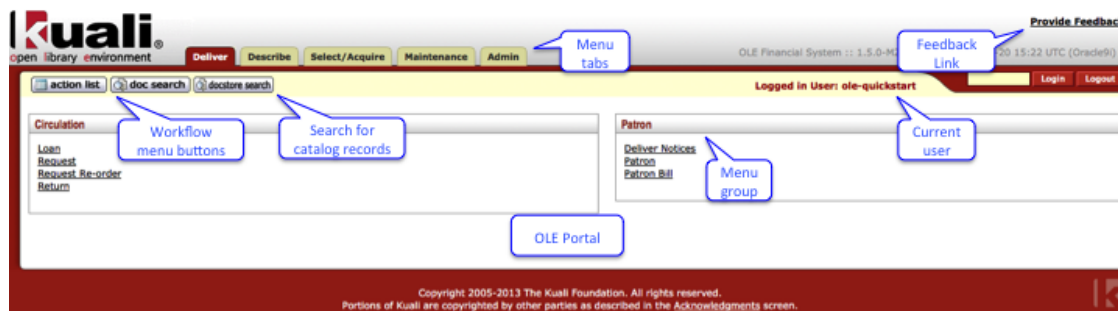 Provide Feedbac
kuali®
open library environment
Deliver Describe Select/Acquire Maintenance Admin
Menu
tabs
OLE Financial System :: 1.5.0-M2
20 15:22 UTC (Oracle9i)
Feedback
Link
action list doc search docstore search
Logged in User: ole-quickstart
Login Logout
Workflow
menu buttons
Search for
catalog records
Current
user
Circulation
Loan
Request
Request Re-order
Return
Patron
Deliver Notices
Patron
Patron Bill
Menu
group
OLE Portal
Copyright 2005-2013 The Kuali Foundation. All rights reserved.
Portions of Kuali are copyrighted by other parties as described in the Acknowledgments screen.